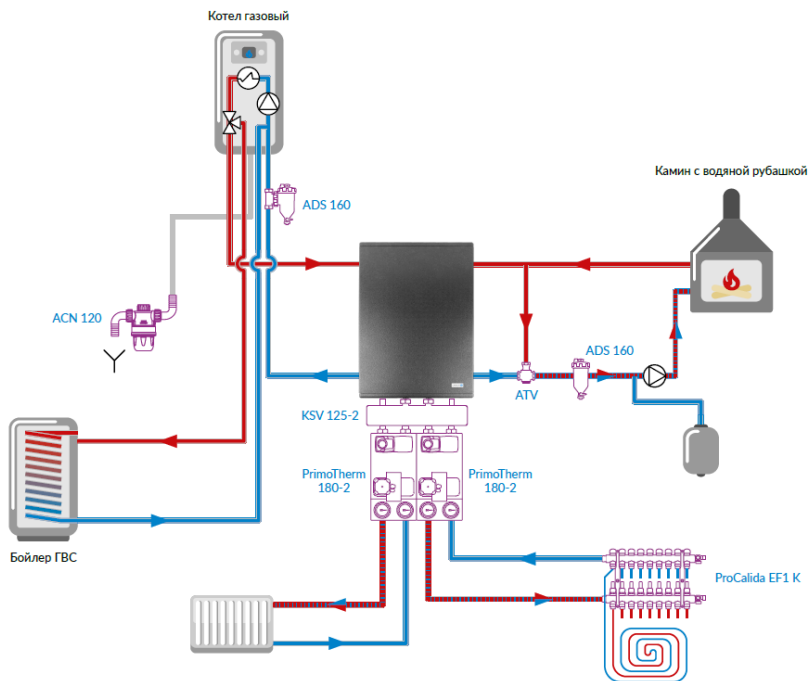 Котел газовый
Камин с водяной рубашкой
ADS 160
ACN 120
ADS 160
ATV
KSV 125-2
PrimoTherm
180-2
PrimoTherm
180-2
Бойлер ГВС
ProCalida EF1 K